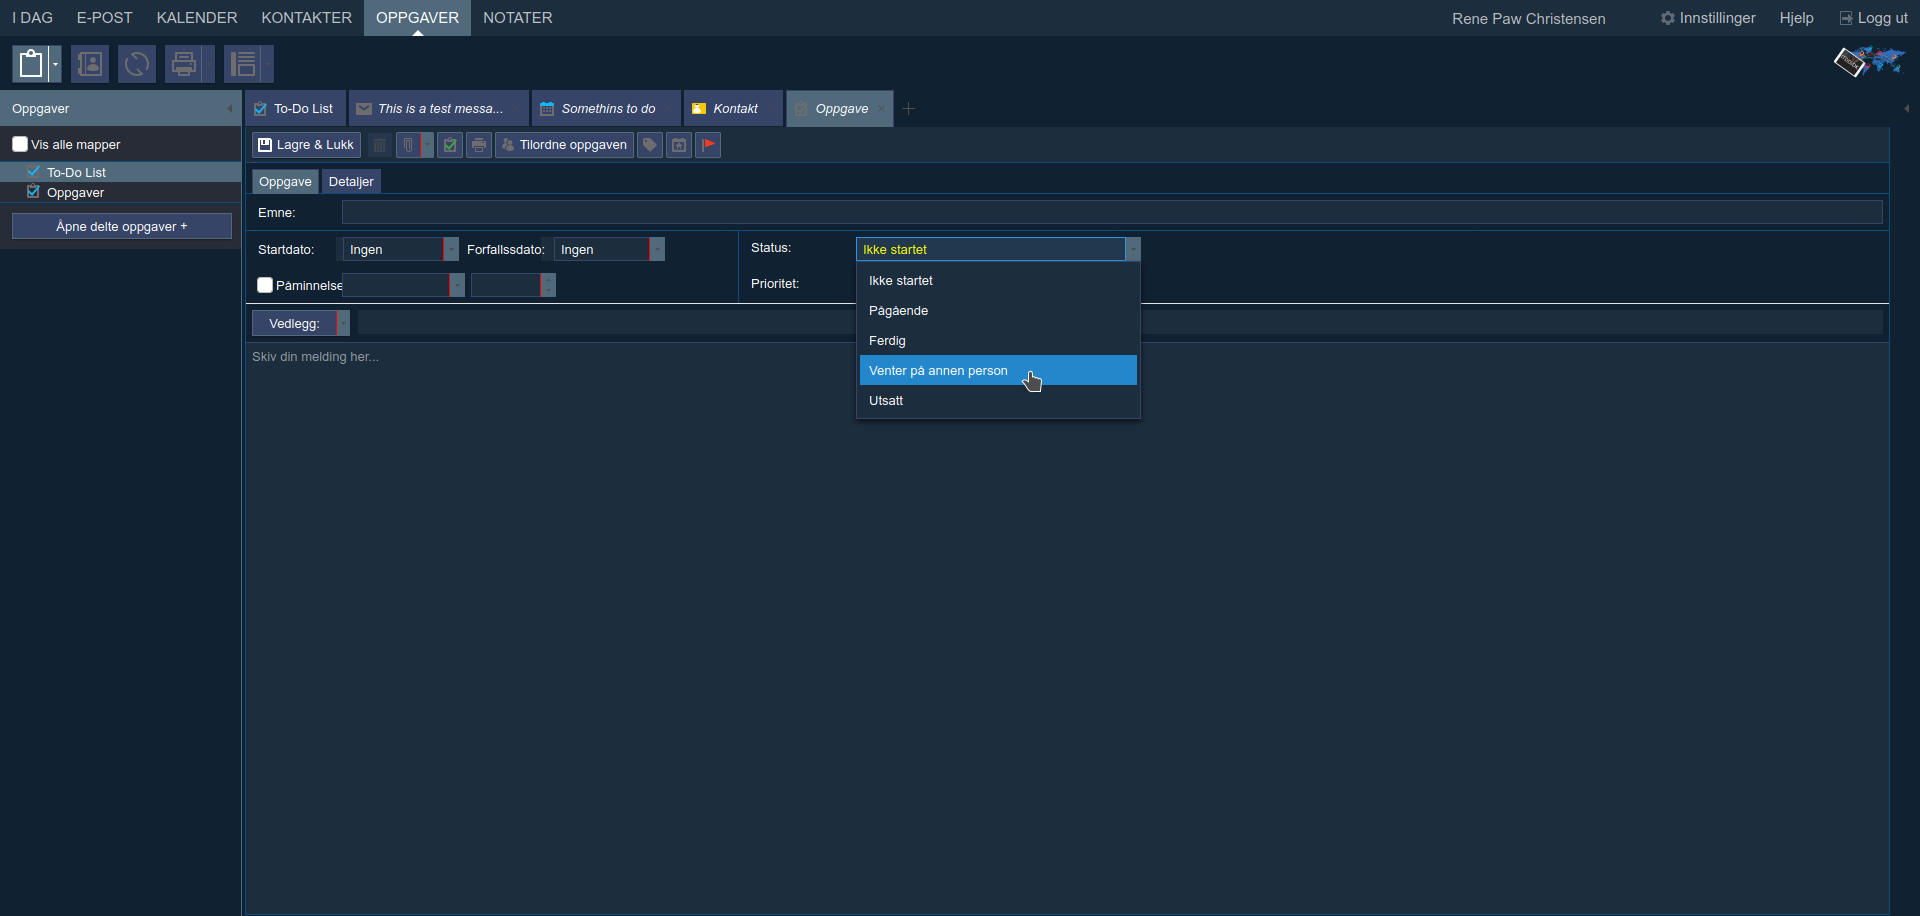 I DAG E-POST KALENDER KONTAKTER OPPGAVER NOTATER Rene Paw Christensen Innstillinger Hjelp Logg ut
Oppgaver To-Do List This is a test messa... Somethins to do Kontakt Oppgave
Vis alle mapper Lagre & Lukk Tilordne oppgaven
To-Do List Oppgave Detaljer
Oppgaver
Åpne delte oppgaver + Emne:
Startdato: Ingen Forfallssdato: Ingen Status: Ikke startet
Påminnelse Prioritet: Ikke startet
Pågående
Vedlegg: Ferdig
Skiv din melding her... Venter på annen person
Utsatt